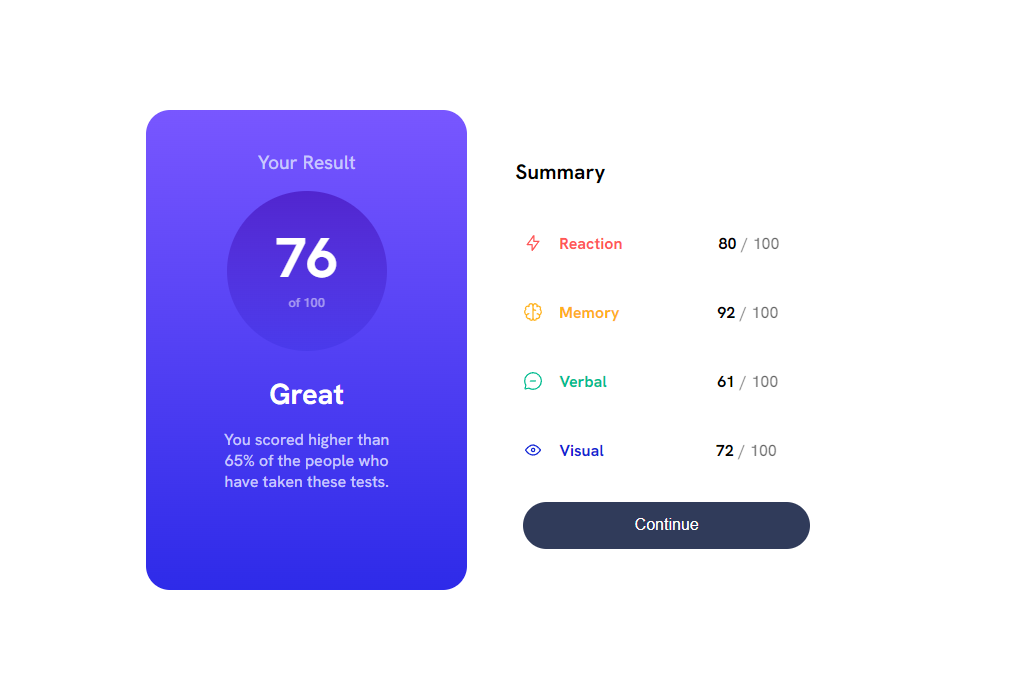 Your Result
76
of 100
Great
You scored higher than
65% of the people who
have taken these tests.
Summary
Reaction 80 / 100
Memory 92 / 100
Verbal 61 / 100
Visual 72 / 100
Continue